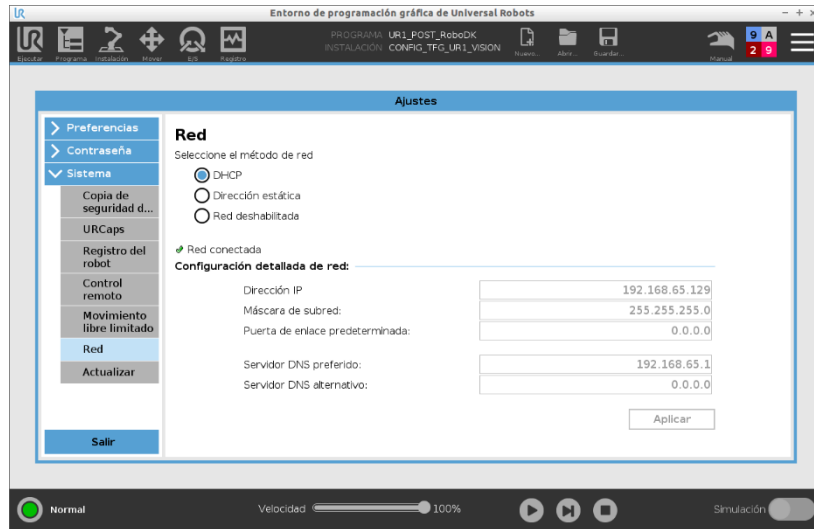 UR
Entorno de programación gráfica de Universal Robots
UR
Ejecutar
Programa
Instalación
Mover
E/S
Registro
PROGRAMA UR1_POST_RoboDK
INSTALACIÓN CONFIG_TFG_UR1_VISION
Nuevo...
Abrir...
Guardar...
Manual
9 A
2 9
Ajustes
Preferencias
Contraseña
Sistema
Copia de
seguridad d...
URCaps
Registro del
robot
Control
remoto
Movimiento
libre limitado
Red
Actualizar
Salir
Red
Seleccione el método de red
DHCP
Dirección estática
Red deshabilitada
Red conectada
Configuración detallada de red:
Dirección IP 192.168.65.129
Máscara de subred: 255.255.255.0
Puerta de enlace predeterminada: 0.0.0.0
Servidor DNS preferido: 192.168.65.1
Servidor DNS alternativo: 0.0.0.0
Aplicar
Normal
Velocidad 100%
Simulación